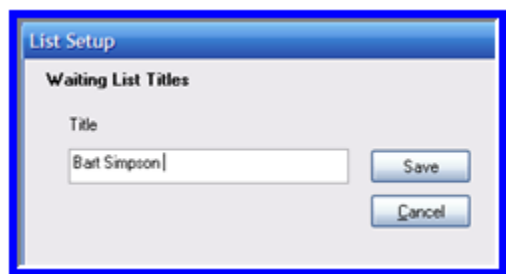 List Setup
Waiting List Titles
Title
Bart Simpson
Save
Cancel